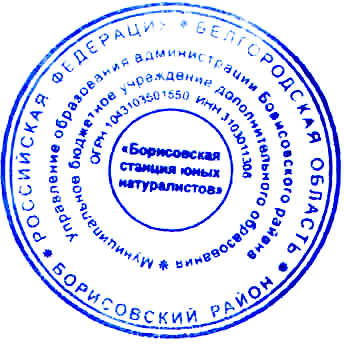 РОССИЙСКАЯ ФЕДЕРАЦИЯ * БЕЛГОРОДСКАЯ ОБЛАСТЬ *
БОРИСОВСКИЙ РАЙОН *
Управление образования администрации Борисовского района
* Муниципальное бюджетное учреждение дополнительного образования
ОГРН 1043103501550 ИНН 3103011306
«Борисовская
станция юных
натуралистов»